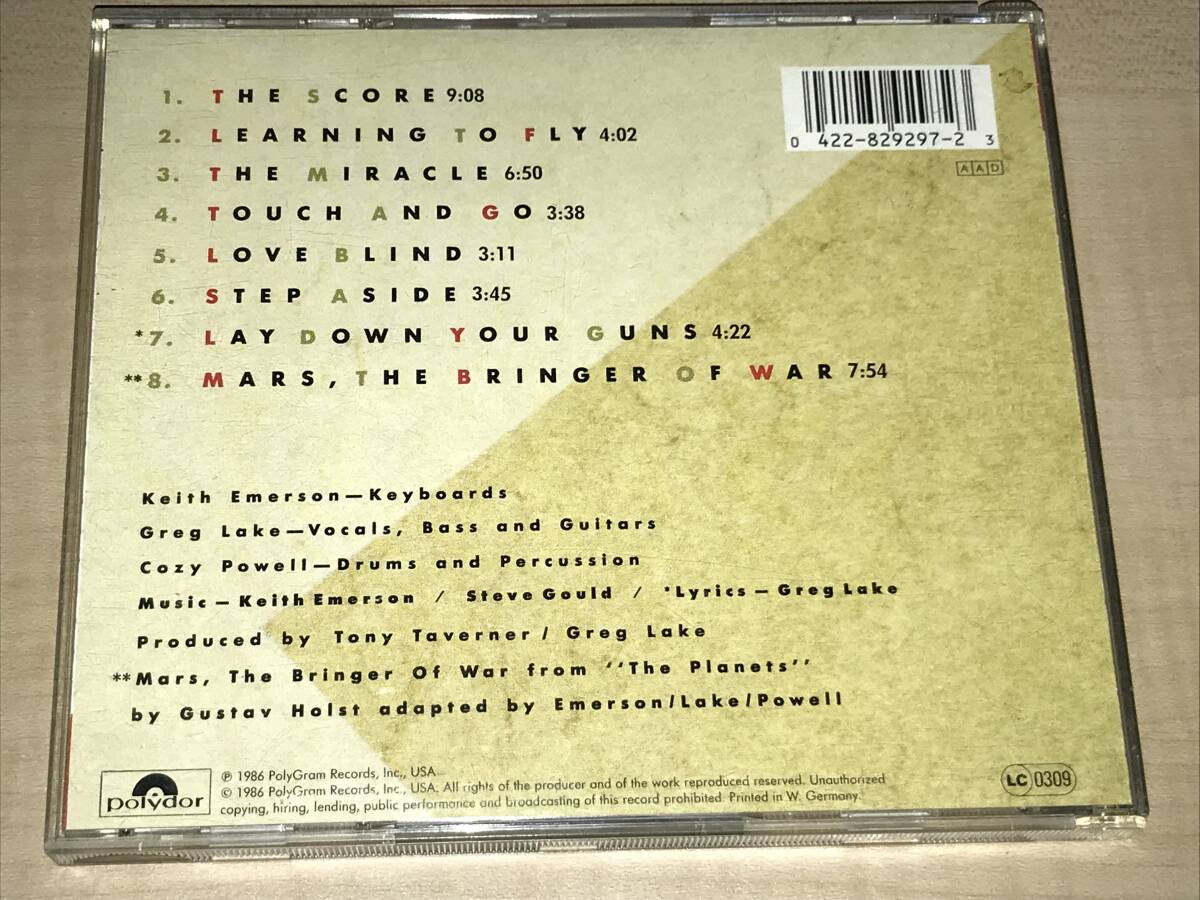 1. THE SCORE 9:08
2. LEARNING TO FLY 4:02
3. THE MIRACLE 6:50
4. TOUCH AND GO 3:38
5. LOVE BLIND 3:11
6. STEP ASIDE 3:45
*7. LAY DOWN YOUR GUNS 4:22
**8. MARS, THE BRINGER OF WAR 7:54
0 422-829297-2 3
AAD
Keith Emerson—Keyboards
Greg Lake—Vocals, Bass and Guitars
Cozy Powell—Drums and Percussion
Music—Keith Emerson / Steve Gould / *Lyrics—Greg Lake
Produced by Tony Taverner / Greg Lake
**Mars, The Bringer Of War from ''The Planets''
by Gustav Holst adapted by Emerson/Lake/Powell
polydor
℗ 1986 PolyGram Records, Inc., USA
© 1986 PolyGram Records, Inc., USA. All rights of the producer and of the work reproduced reserved. Unauthorized
copying, hiring, lending, public performance and broadcasting of this record prohibited. Printed in W. Germany.
LC 0309